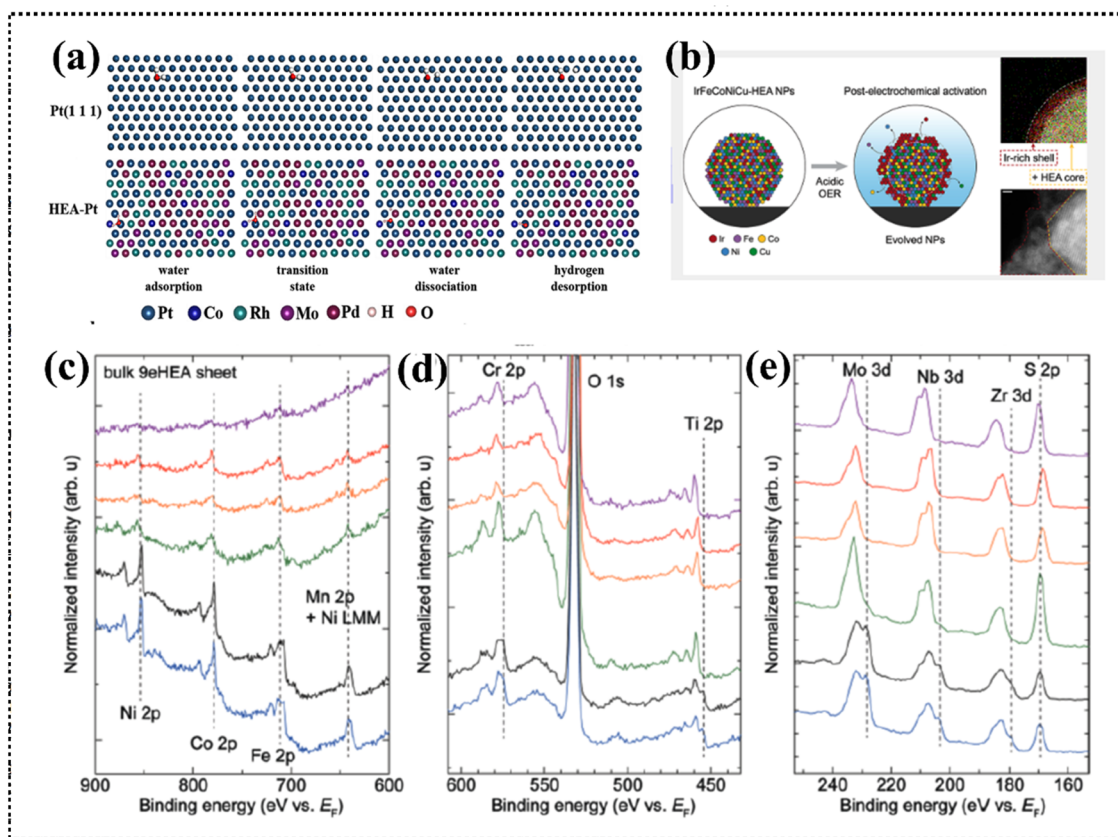 (a)
Pt(1 1 1)
HEA-Pt
water
adsorption
transition
state
water
dissociation
hydrogen
desorption
Pt Co Rh Mo Pd H O
(b)
IrFeCoNiCu-HEA NPs
Post-electrochemical activation
Acidic
OER
Ir Fe Co
Ni Cu
Evolved NPs
Ir-rich shell
+ HEA core
(c)
bulk 9eHEA sheet
Normalized intensity (arb. u)
Mn 2p
+ Ni LMM
Ni 2p
Co 2p
Fe 2p
900 800 700 600
Binding energy (eV vs. EF)
(d)
Cr 2p
O 1s
Ti 2p
Normalized intensity (arb. u)
600 550 500 450
Binding energy (eV vs. EF)
(e)
Mo 3d
Nb 3d
Zr 3d
S 2p
Normalized intensity (arb. u)
240 220 200 180 160
Binding energy (eV vs. EF)